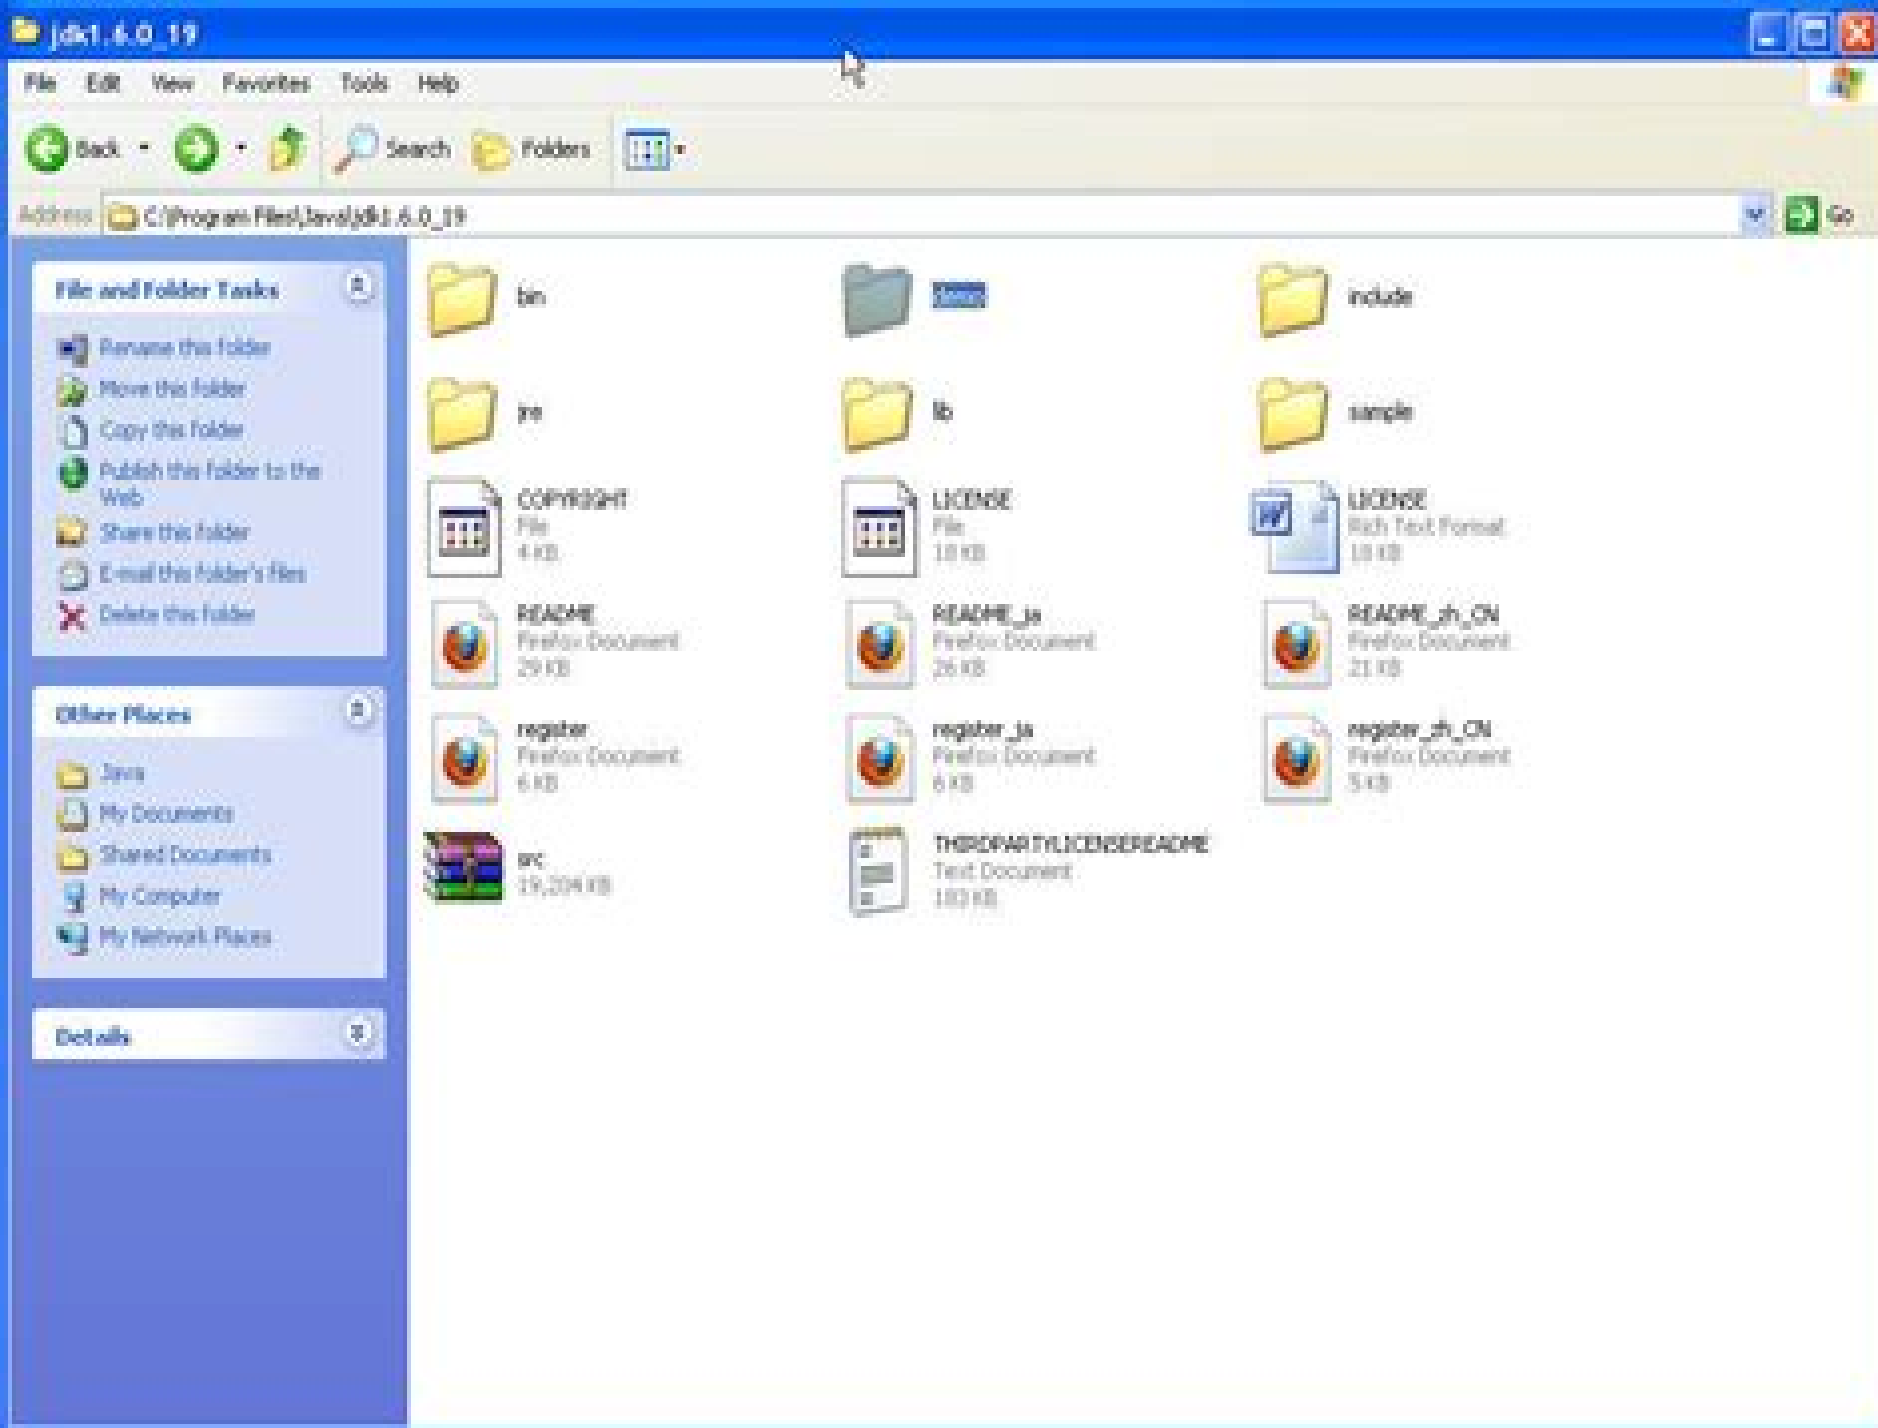 jdk1.6.0_19
File Edit View Favorites Tools Help
Back Search Folders
Address C:\Program Files\Java\jdk1.6.0_19 Go
File and Folder Tasks
Rename this folder
Move this folder
Copy this folder
Publish this folder to the
Web
Share this folder
E-mail this folder's files
Delete this folder
Other Places
Java
My Documents
Shared Documents
My Computer
My Network Places
Details
bin demo include
jre lib sample
COPYRIGHT
File
4 KB
LICENSE
File
18 KB
LICENSE
Rich Text Format
18 KB
README
Firefox Document
29 KB
README_ja
Firefox Document
26 KB
README_zh_CN
Firefox Document
21 KB
register
Firefox Document
6 KB
register_ja
Firefox Document
6 KB
register_zh_CN
Firefox Document
5 KB
src
19,204 KB
THIRDPARTYLICENSEREADME
Text Document
KB